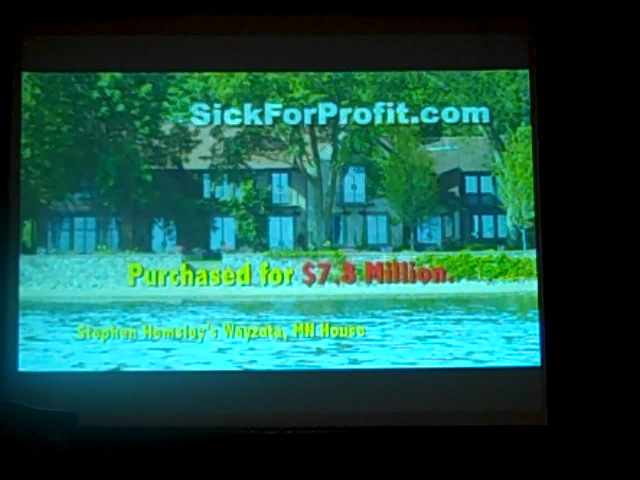 SickForProfit.com
Purchased for $7.8 Million.
Stephen Hemsley's Wayzata, MN House